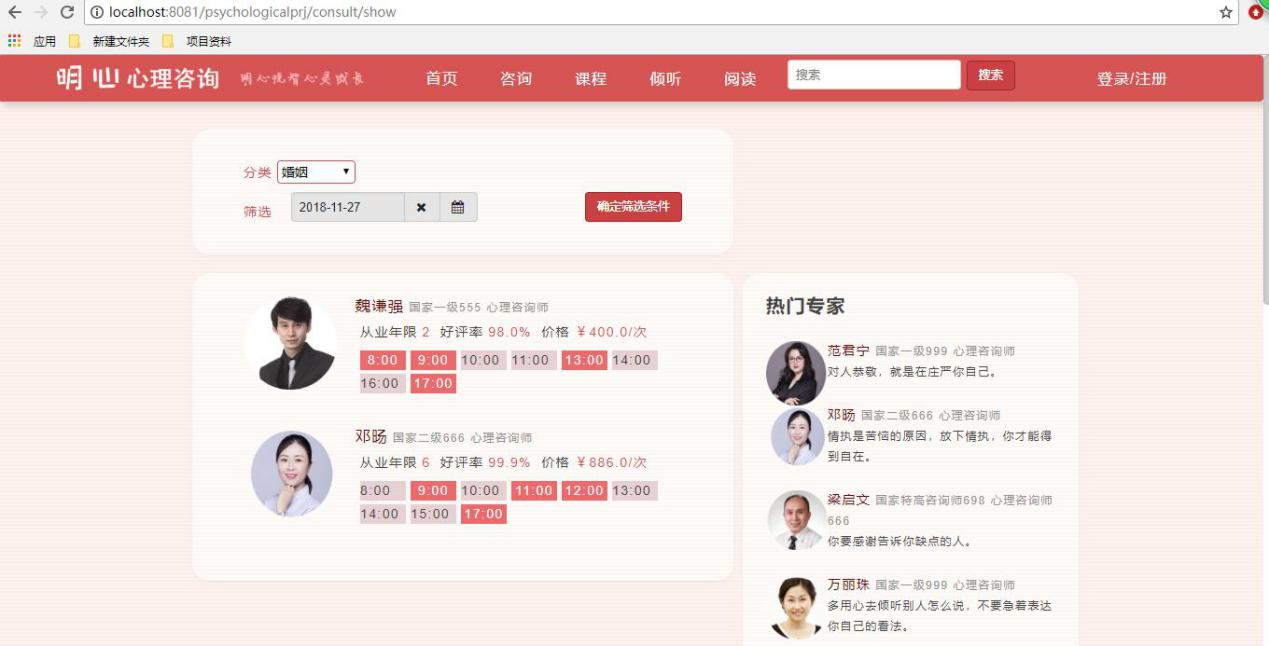 localhost:8081/psychologicalprj/consult/show
应用 新建文件夹 项目资料
明心 心理咨询 明心悦智心灵成长 首页 咨询 课程 倾听 阅读 搜索 搜索 登录/注册
分类 婚姻
筛选 2018-11-27 确定筛选条件
魏谦强 国家一级555 心理咨询师
从业年限 2 好评率 98.0% 价格 ¥400.0/次
8:00 9:00 10:00 11:00 13:00 14:00
16:00 17:00
邓旸 国家二级666 心理咨询师
从业年限 6 好评率 99.9% 价格 ¥886.0/次
8:00 9:00 10:00 11:00 12:00 13:00
14:00 15:00 17:00
热门专家
范君宁 国家一级999 心理咨询师
对人恭敬，就是在庄严你自己。
邓旸 国家二级666 心理咨询师
情执是苦恼的原因，放下情执，你才能得
到自在。
梁启文 国家特高咨询师698 心理咨询师
666
你要感谢告诉你缺点的人。
万丽珠 国家一级999 心理咨询师
多用心去倾听别人怎么说，不要急着表达
你自己的看法。